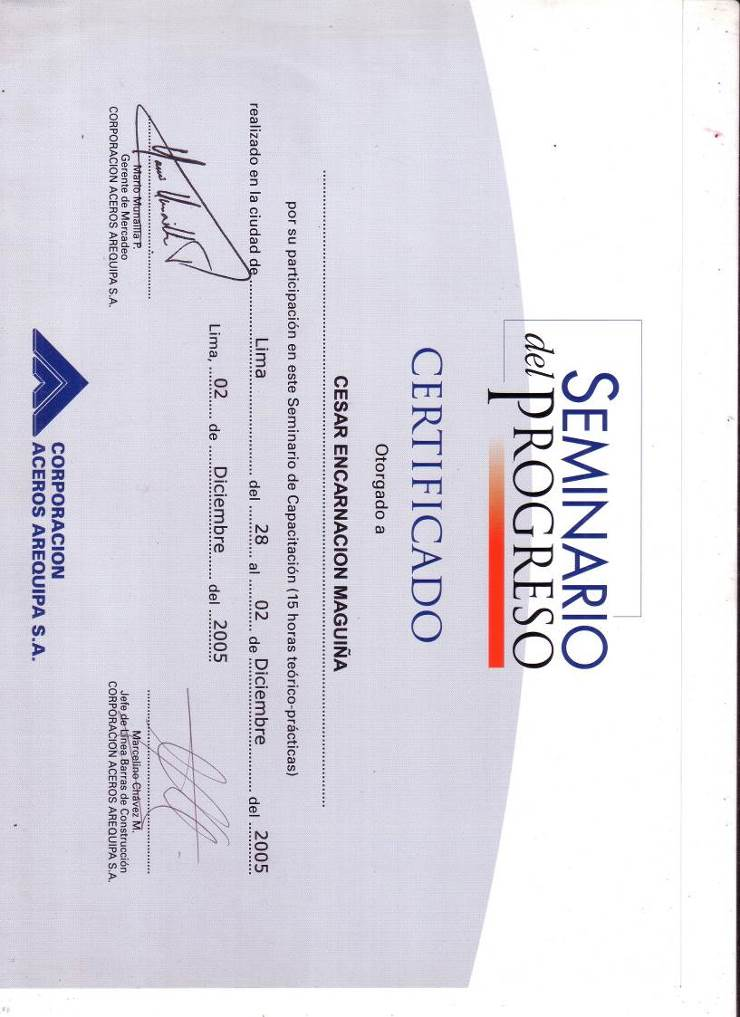 SEMINARIO
del PROGRESO
CERTIFICADO
Otorgado a
CESAR ENCARNACION MAGUIÑA
por su participación en este Seminario de Capacitación (15 horas teórico-prácticas)
realizado en la ciudad de Lima del 28 al 02 de Diciembre del 2005
Lima, 02 de Diciembre del 2005
Mario Munailla P.
Gerente de Mercadeo
CORPORACION ACEROS AREQUIPA S.A.
Marcelino Chávez M.
Jefe de Línea Barras de Construcción
CORPORACION ACEROS AREQUIPA S.A.
CORPORACION
ACEROS AREQUIPA S.A.